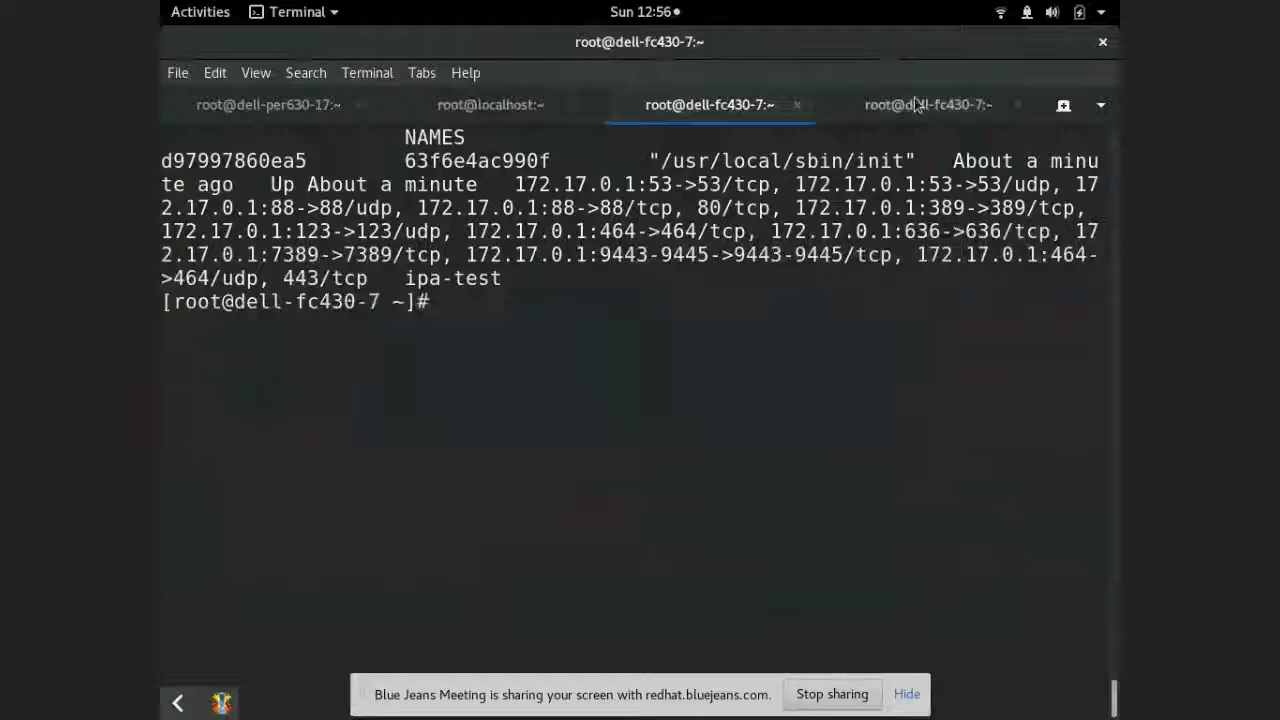 Activities Terminal Sun 12:56
root@dell-fc430-7:~ ×
File Edit View Search Terminal Tabs Help
root@dell-per630-17:~ root@localhost:~ root@dell-fc430-7:~ × root@dell-fc430-7:~
NAMES
d97997860ea5 63f6e4ac990f "/usr/local/sbin/init" About a minu
te ago Up About a minute 172.17.0.1:53->53/tcp, 172.17.0.1:53->53/udp, 17
2.17.0.1:88->88/udp, 172.17.0.1:88->88/tcp, 80/tcp, 172.17.0.1:389->389/tcp,
172.17.0.1:123->123/udp, 172.17.0.1:464->464/tcp, 172.17.0.1:636->636/tcp, 17
2.17.0.1:7389->7389/tcp, 172.17.0.1:9443-9445->9443-9445/tcp, 172.17.0.1:464-
>464/udp, 443/tcp ipa-test
[root@dell-fc430-7 ~]#
Blue Jeans Meeting is sharing your screen with redhat.bluejeans.com. Stop sharing Hide